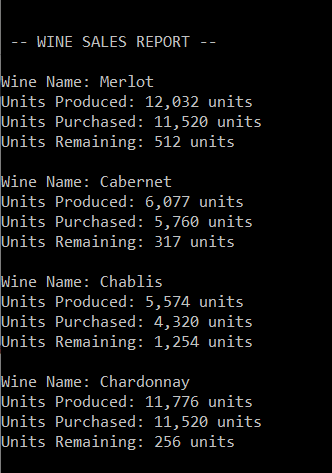 -- WINE SALES REPORT --
Wine Name: Merlot
Units Produced: 12,032 units
Units Purchased: 11,520 units
Units Remaining: 512 units
Wine Name: Cabernet
Units Produced: 6,077 units
Units Purchased: 5,760 units
Units Remaining: 317 units
Wine Name: Chablis
Units Produced: 5,574 units
Units Purchased: 4,320 units
Units Remaining: 1,254 units
Wine Name: Chardonnay
Units Produced: 11,776 units
Units Purchased: 11,520 units
Units Remaining: 256 units